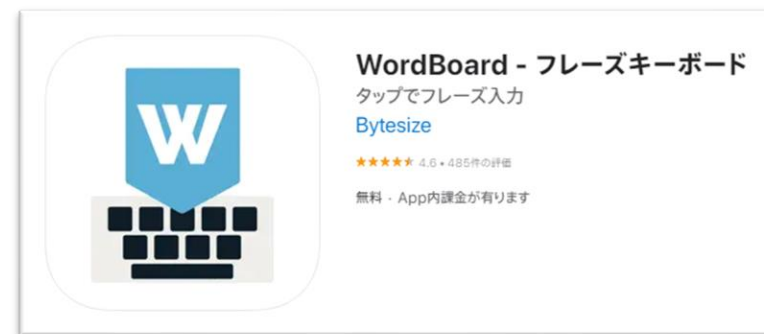 W
WordBoard - フレーズキーボード
タップでフレーズ入力
Bytesize
★★★★★ 4.6 • 485件の評価
無料 · App内課金が有ります